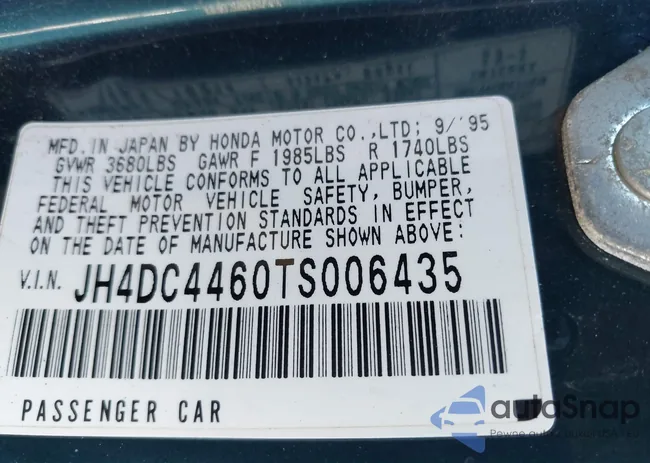 MFD. IN JAPAN BY HONDA MOTOR CO.,LTD; 9/'95
GVWR 3680LBS GAWR F 1985LBS R 1740LBS
THIS VEHICLE CONFORMS TO ALL APPLICABLE
FEDERAL MOTOR VEHICLE SAFETY, BUMPER,
AND THEFT PREVENTION STANDARDS IN EFFECT
ON THE DATE OF MANUFACTURE SHOWN ABOVE:
V.I.N. JH4DC4460TS006435
PASSENGER CAR
autoSnap